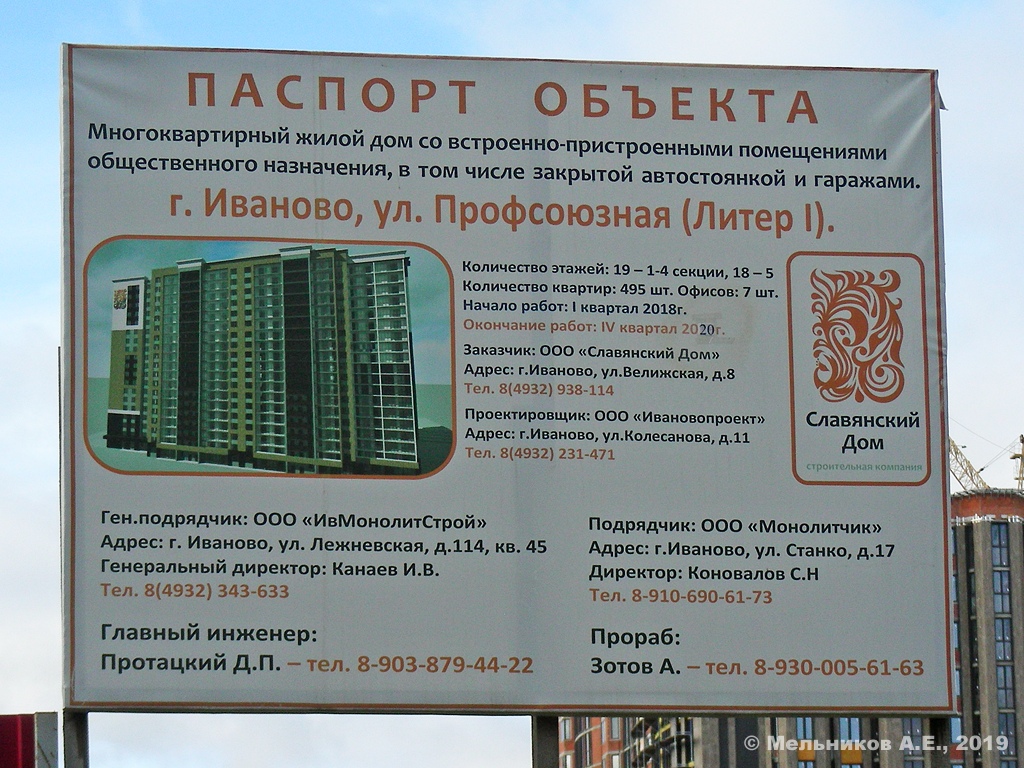 ПАСПОРТ ОБЪЕКТА
Многоквартирный жилой дом со встроенно-пристроенными помещениями
общественного назначения, в том числе закрытой автостоянкой и гаражами.
г. Иваново, ул. Профсоюзная (Литер I).
Количество этажей: 19 – 1-4 секции, 18 – 5
Количество квартир: 495 шт. Офисов: 7 шт.
Начало работ: I квартал 2018г.
Окончание работ: IV квартал 2020г.
Заказчик: ООО «Славянский Дом»
Адрес: г.Иваново, ул.Велижская, д.8
Тел. 8(4932) 938-114
Проектировщик: ООО «Ивановопроект»
Адрес: г.Иваново, ул.Колесанова, д.11
Тел. 8(4932) 231-471
Славянский
Дом
строительная компания
Ген.подрядчик: ООО «ИвМонолитСтрой»
Адрес: г. Иваново, ул. Лежневская, д.114, кв. 45
Генеральный директор: Канаев И.В.
Тел. 8(4932) 343-633
Главный инженер:
Протацкий Д.П. – тел. 8-903-879-44-22
Подрядчик: ООО «Монолитчик»
Адрес: г.Иваново, ул. Станко, д.17
Директор: Коновалов С.Н
Тел. 8-910-690-61-73
Прораб:
Зотов А. – тел. 8-930-005-61-63
© Мельников А.Е., 2019